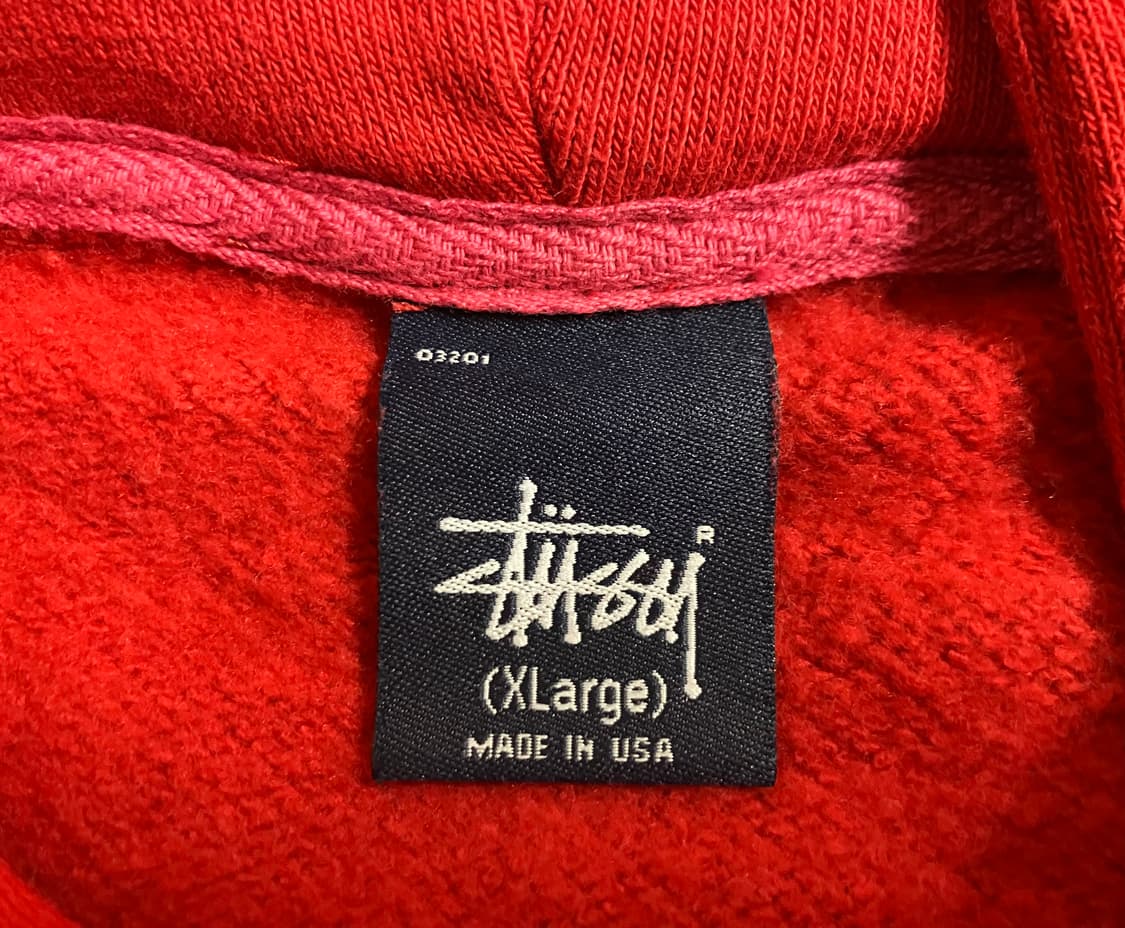 03201
Stüssy
R
(XLarge)
MADE IN USA